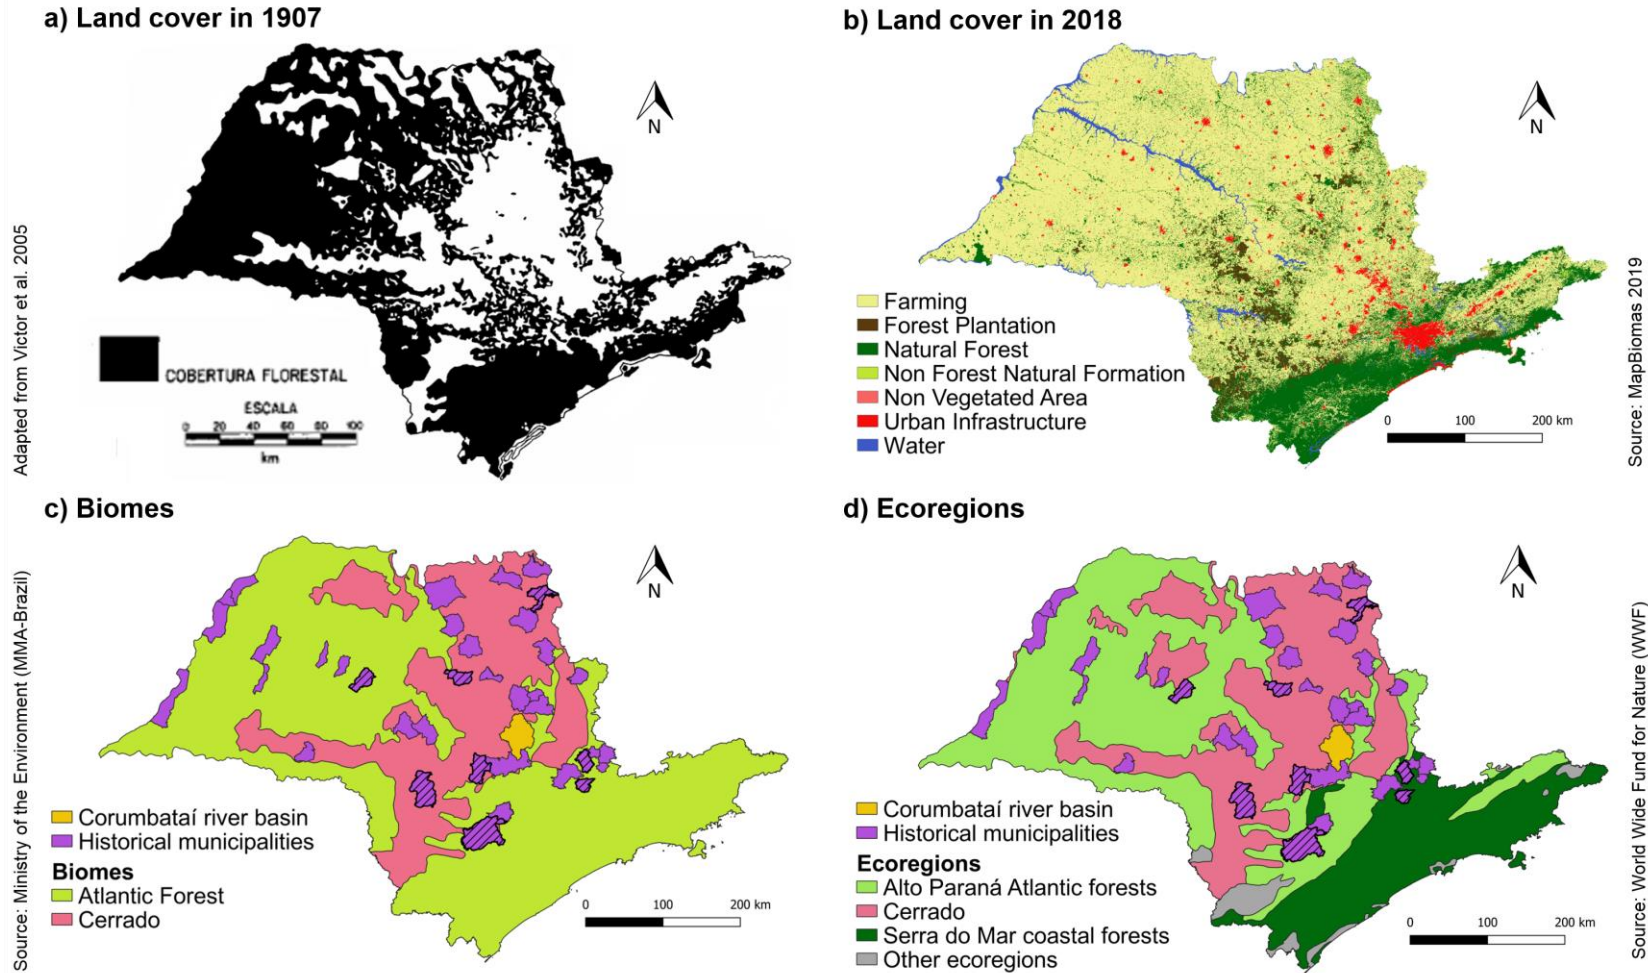 a) Land cover in 1907
N
Adapted from Victor et al. 2005
COBERTURA FLORESTAL
ESCALA
0 20 40 60 80 100
km
b) Land cover in 2018
N
Farming
Forest Plantation
Natural Forest
Non Forest Natural Formation
Non Vegetated Area
Urban Infrastructure
Water
0 100 200 km
Source: MapBiomas 2019
c) Biomes
N
Source: Ministry of the Environment (MMA-Brazil)
Corumbataí river basin
Historical municipalities
Biomes
Atlantic Forest
Cerrado
0 100 200 km
d) Ecoregions
N
Corumbataí river basin
Historical municipalities
Ecoregions
Alto Paraná Atlantic forests
Cerrado
Serra do Mar coastal forests
Other ecoregions
0 100 200 km
Source: World Wide Fund for Nature (WWF)